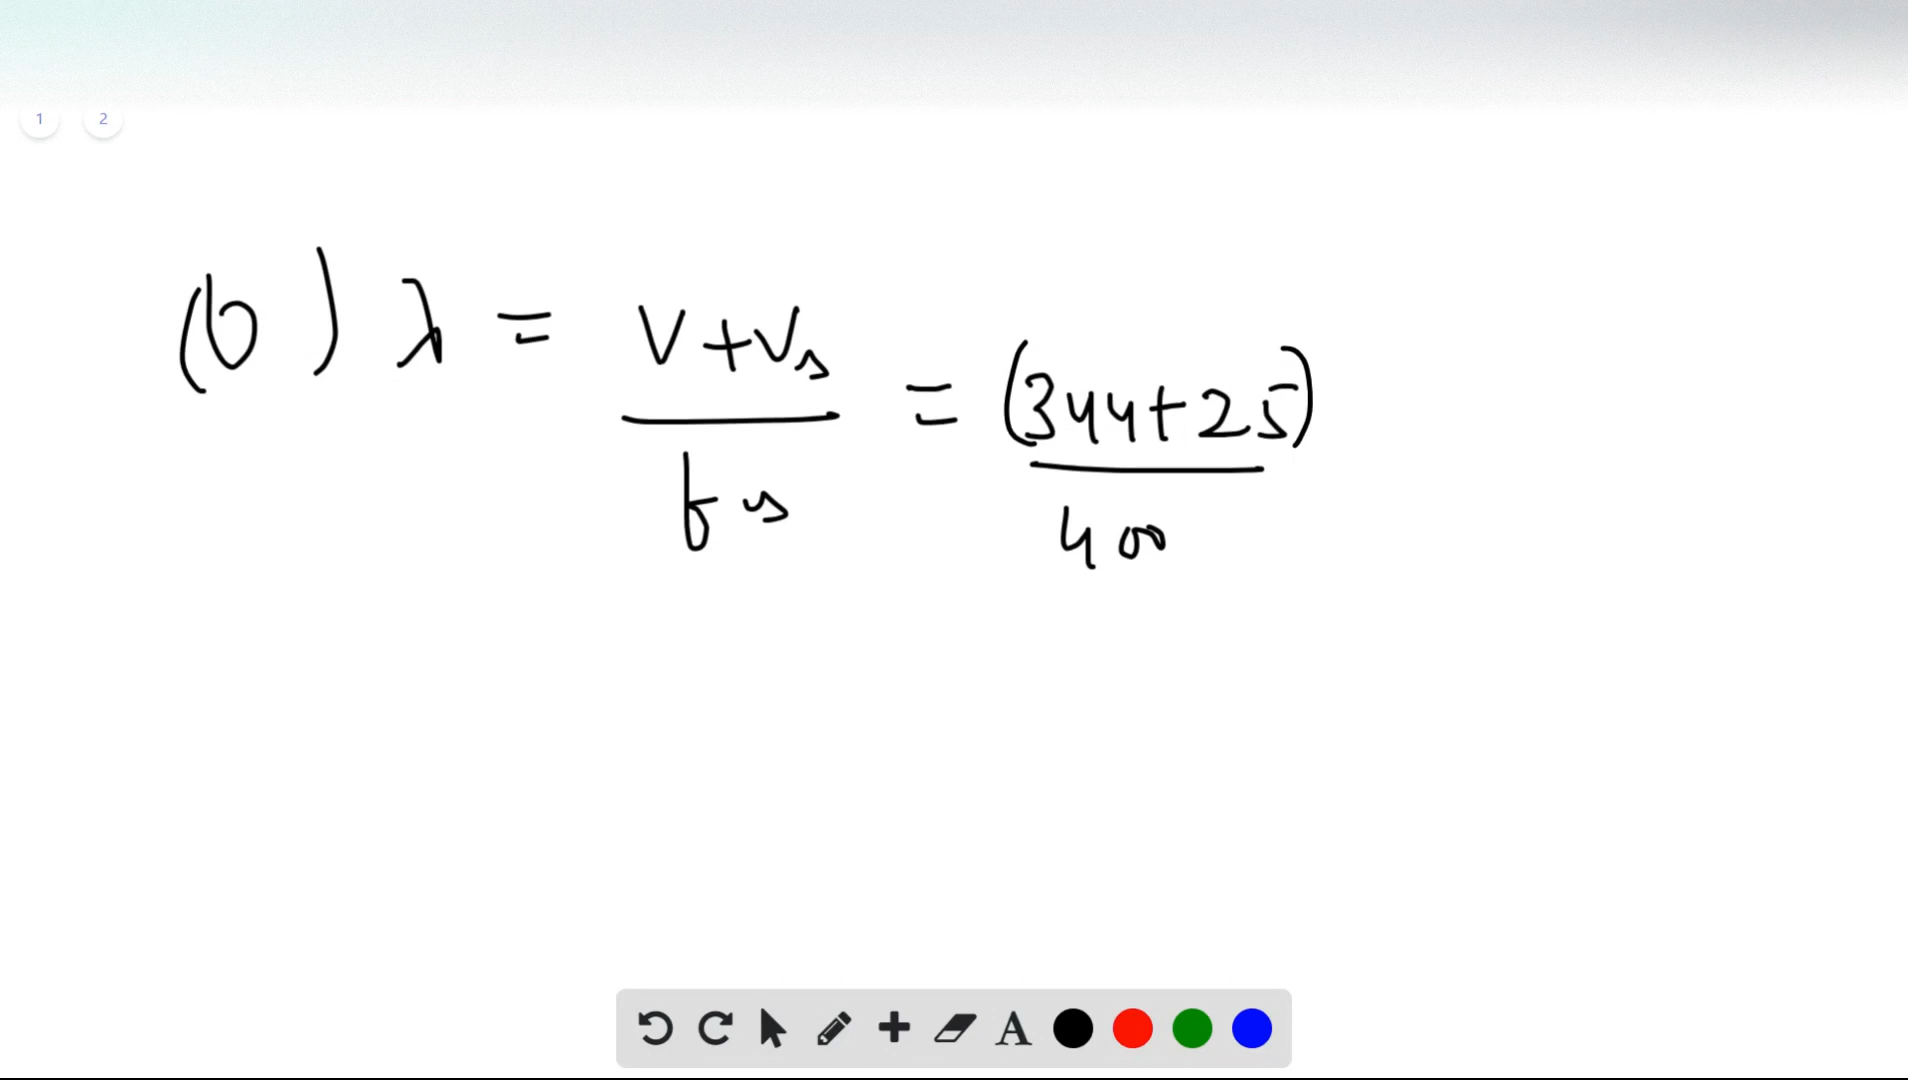 1 2
(b) λ = V + Vs / fs = (344 + 25) / 400
A